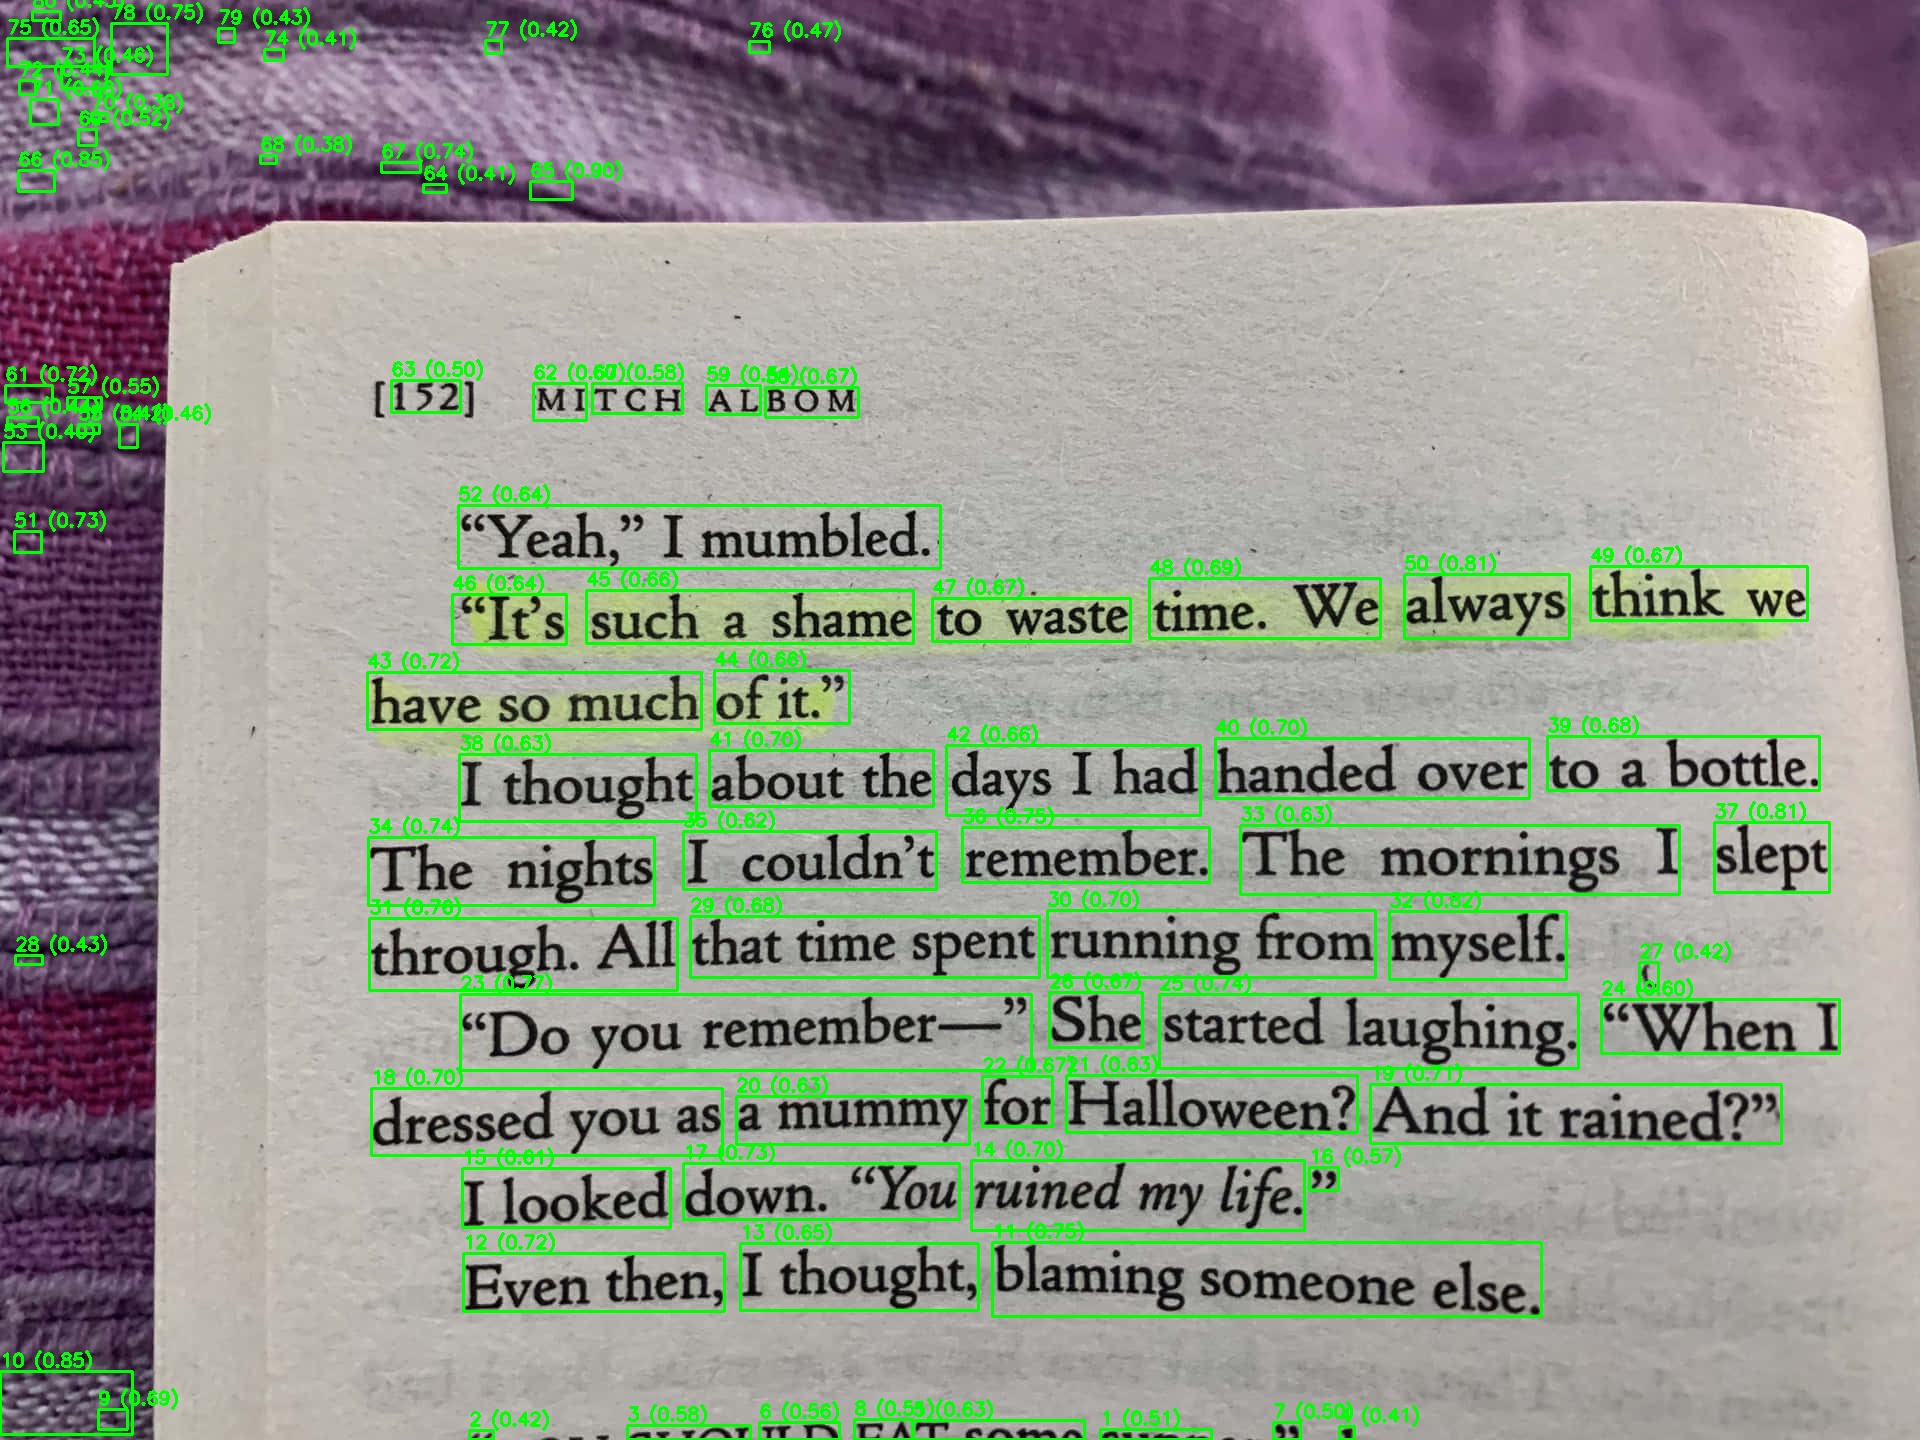 [152] MITCH ALBOM
“Yeah,” I mumbled.
“It’s such a shame to waste time. We always think we
have so much of it.”
I thought about the days I had handed over to a bottle.
The nights I couldn’t remember. The mornings I slept
through. All that time spent running from myself.
“Do you remember—” She started laughing. “When I
dressed you as a mummy for Halloween? And it rained?”
I looked down. “You ruined my life.”
Even then, I thought, blaming someone else.
SHOULD EAT some